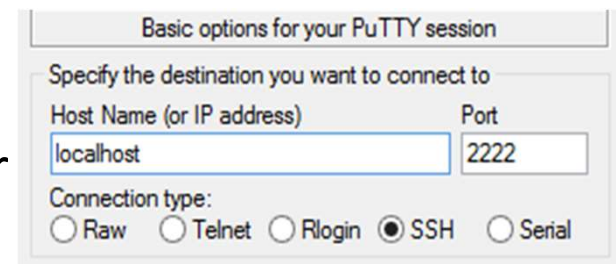 Basic options for your PuTTY session
Specify the destination you want to connect to
Host Name (or IP address) Port
localhost 2222
Connection type:
Raw Telnet Rlogin SSH Serial